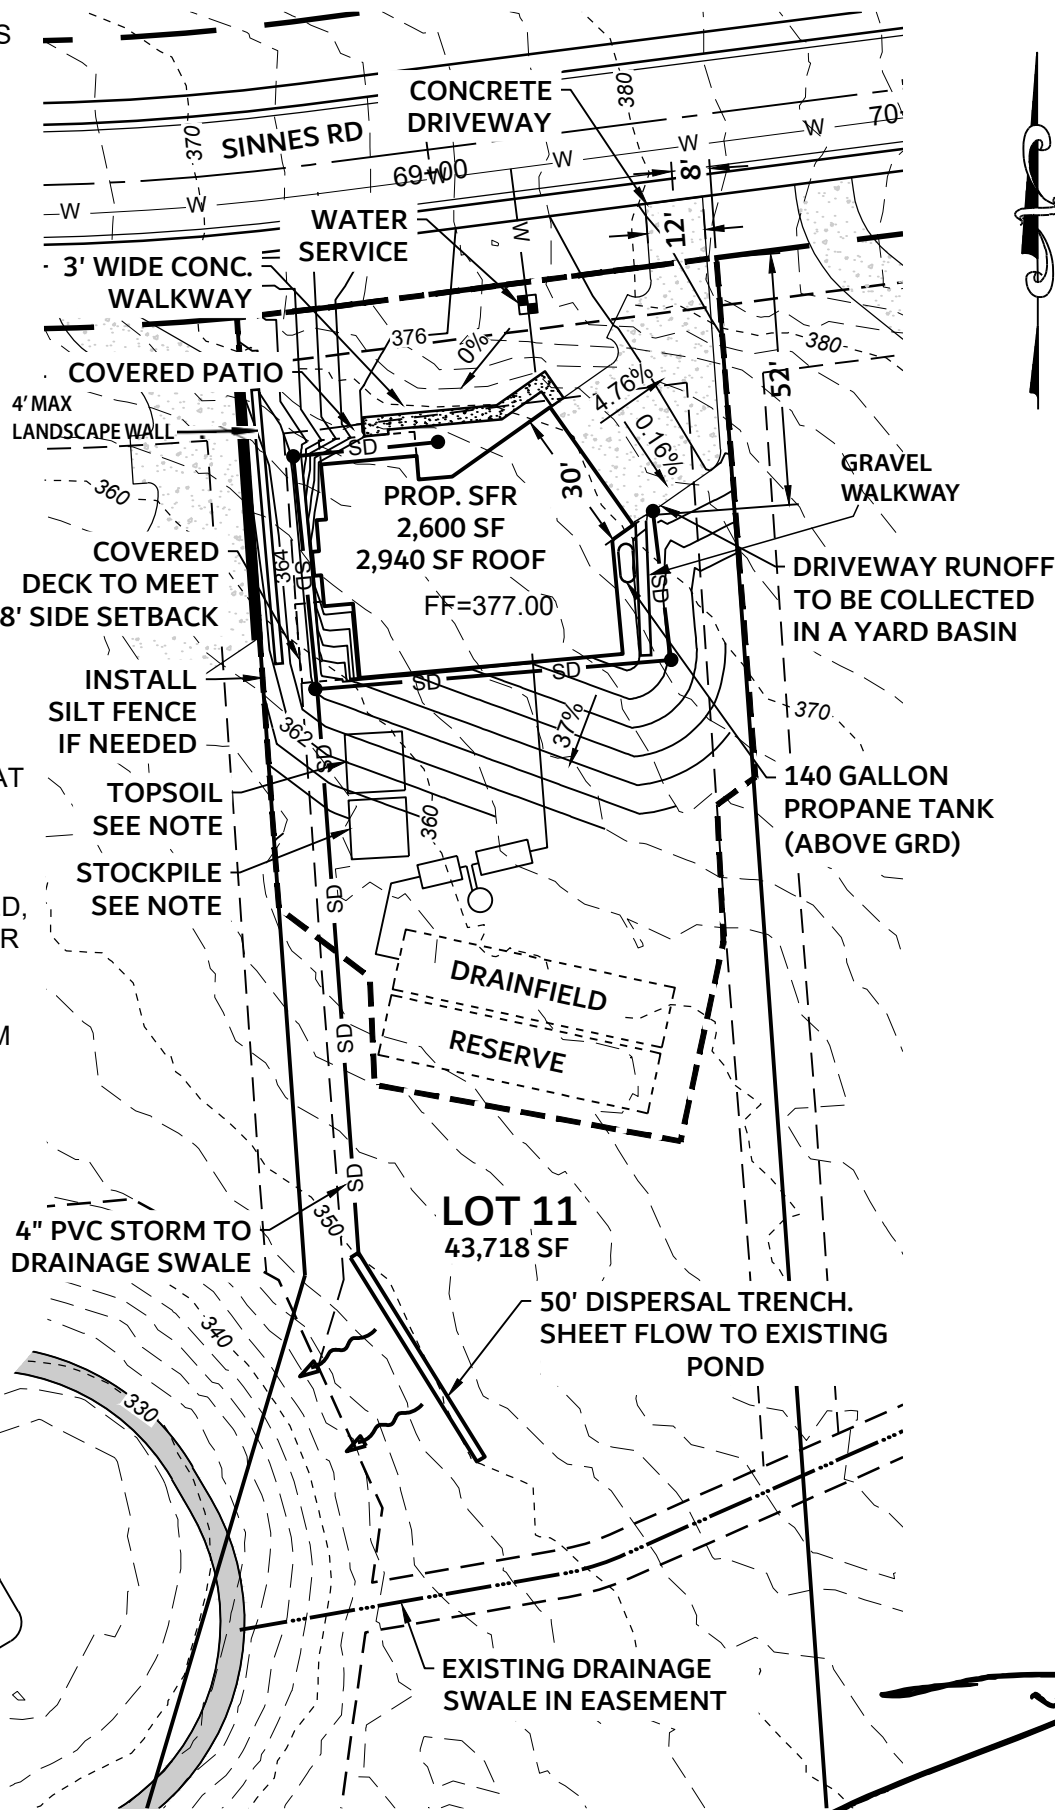 S
CONCRETE
DRIVEWAY
380
370
SINNES RD
69+00
70
W
W
W
W
W
W
W
W
8'
12'
WATER
SERVICE
3' WIDE CONC.
WALKWAY
376
0%
380
COVERED PATIO
4' MAX
LANDSCAPE WALL
4.76%
0.16%
52'
30'
SD
360
GRAVEL
WALKWAY
PROP. SFR
2,600 SF
2,940 SF ROOF
FF=377.00
COVERED
DECK TO MEET
8' SIDE SETBACK
364
SD
SD
DRIVEWAY RUNOFF
TO BE COLLECTED
IN A YARD BASIN
INSTALL
SILT FENCE
IF NEEDED
SD
SD
362
SD
37%
370
AT
TOPSOIL
SEE NOTE
360
140 GALLON
PROPANE TANK
(ABOVE GRD)
STOCKPILE
SEE NOTE
D,
R
SD
DRAINFIELD
RESERVE
M
SD
SD
4" PVC STORM TO
DRAINAGE SWALE
350
LOT 11
43,718 SF
340
50' DISPERSAL TRENCH.
SHEET FLOW TO EXISTING
POND
330
EXISTING DRAINAGE
SWALE IN EASEMENT